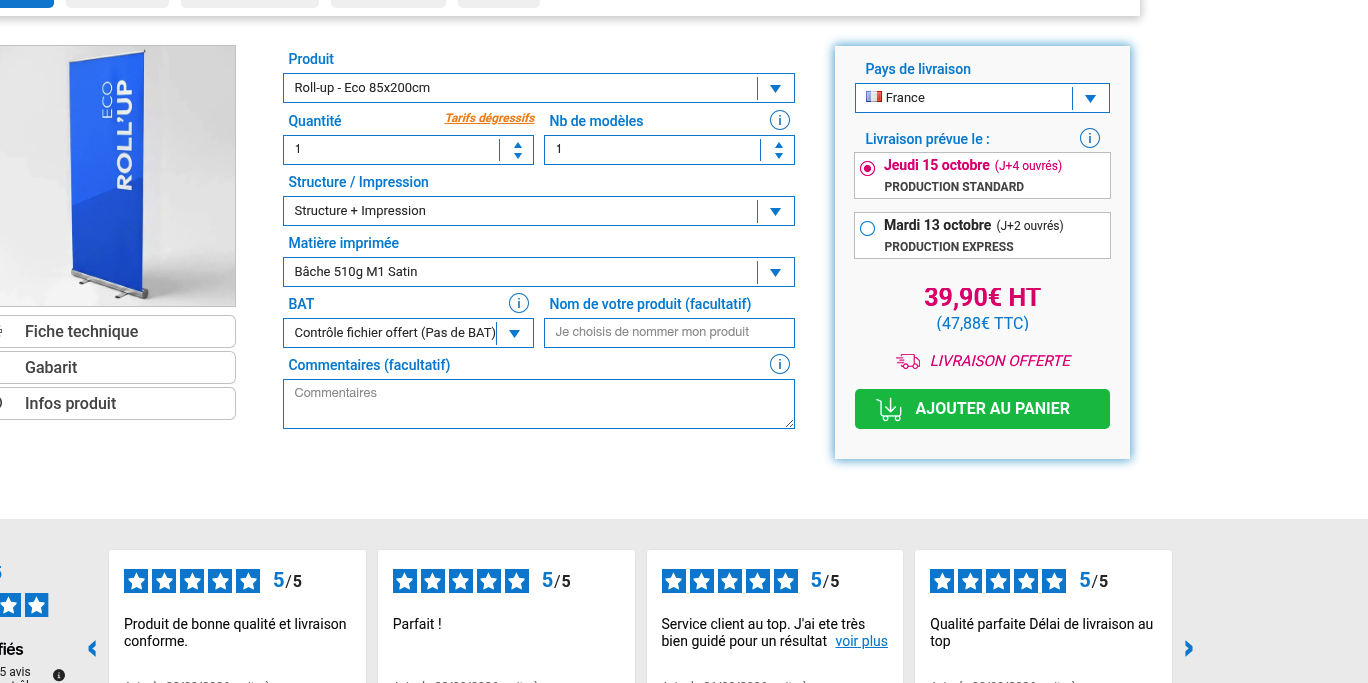 ECO
ROLL'UP
Fiche technique
Gabarit
Infos produit
Produit
Roll-up - Eco 85x200cm
Quantité
Tarifs dégressifs
Nb de modèles
1
1
Structure / Impression
Structure + Impression
Matière imprimée
Bâche 510g M1 Satin
BAT
Nom de votre produit (facultatif)
Contrôle fichier offert (Pas de BAT)
Je choisis de nommer mon produit
Commentaires (facultatif)
Commentaires
Pays de livraison
France
Livraison prévue le :
Jeudi 15 octobre (J+4 ouvrés)
PRODUCTION STANDARD
Mardi 13 octobre (J+2 ouvrés)
PRODUCTION EXPRESS
39,90€ HT
(47,88€ TTC)
LIVRAISON OFFERTE
AJOUTER AU PANIER
5 avis
5/5
Produit de bonne qualité et livraison
conforme.
5/5
Parfait !
5/5
Service client au top. J'ai ete très
bien guidé pour un résultat voir plus
5/5
Qualité parfaite Délai de livraison au
top